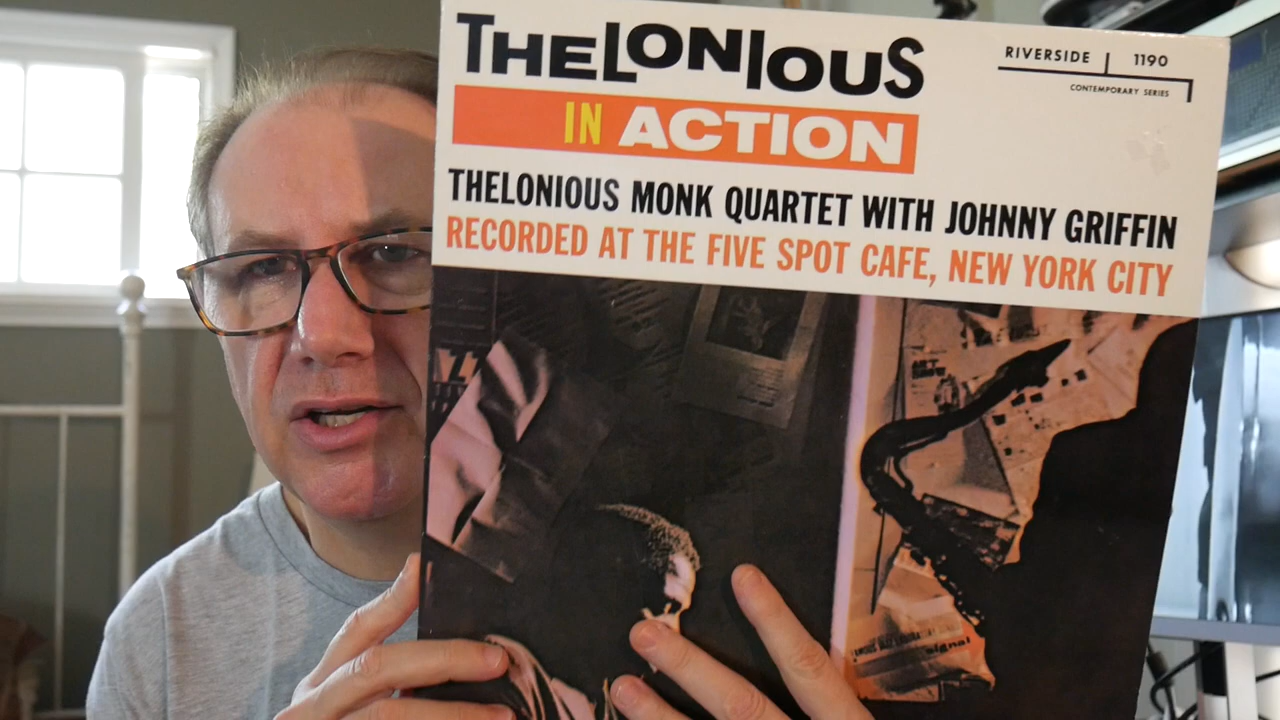 THELONIOUS
IN ACTION
RIVERSIDE | 1190
CONTEMPORARY SERIES
THELONIOUS MONK QUARTET WITH JOHNNY GRIFFIN
RECORDED AT THE FIVE SPOT CAFE, NEW YORK CITY
signal